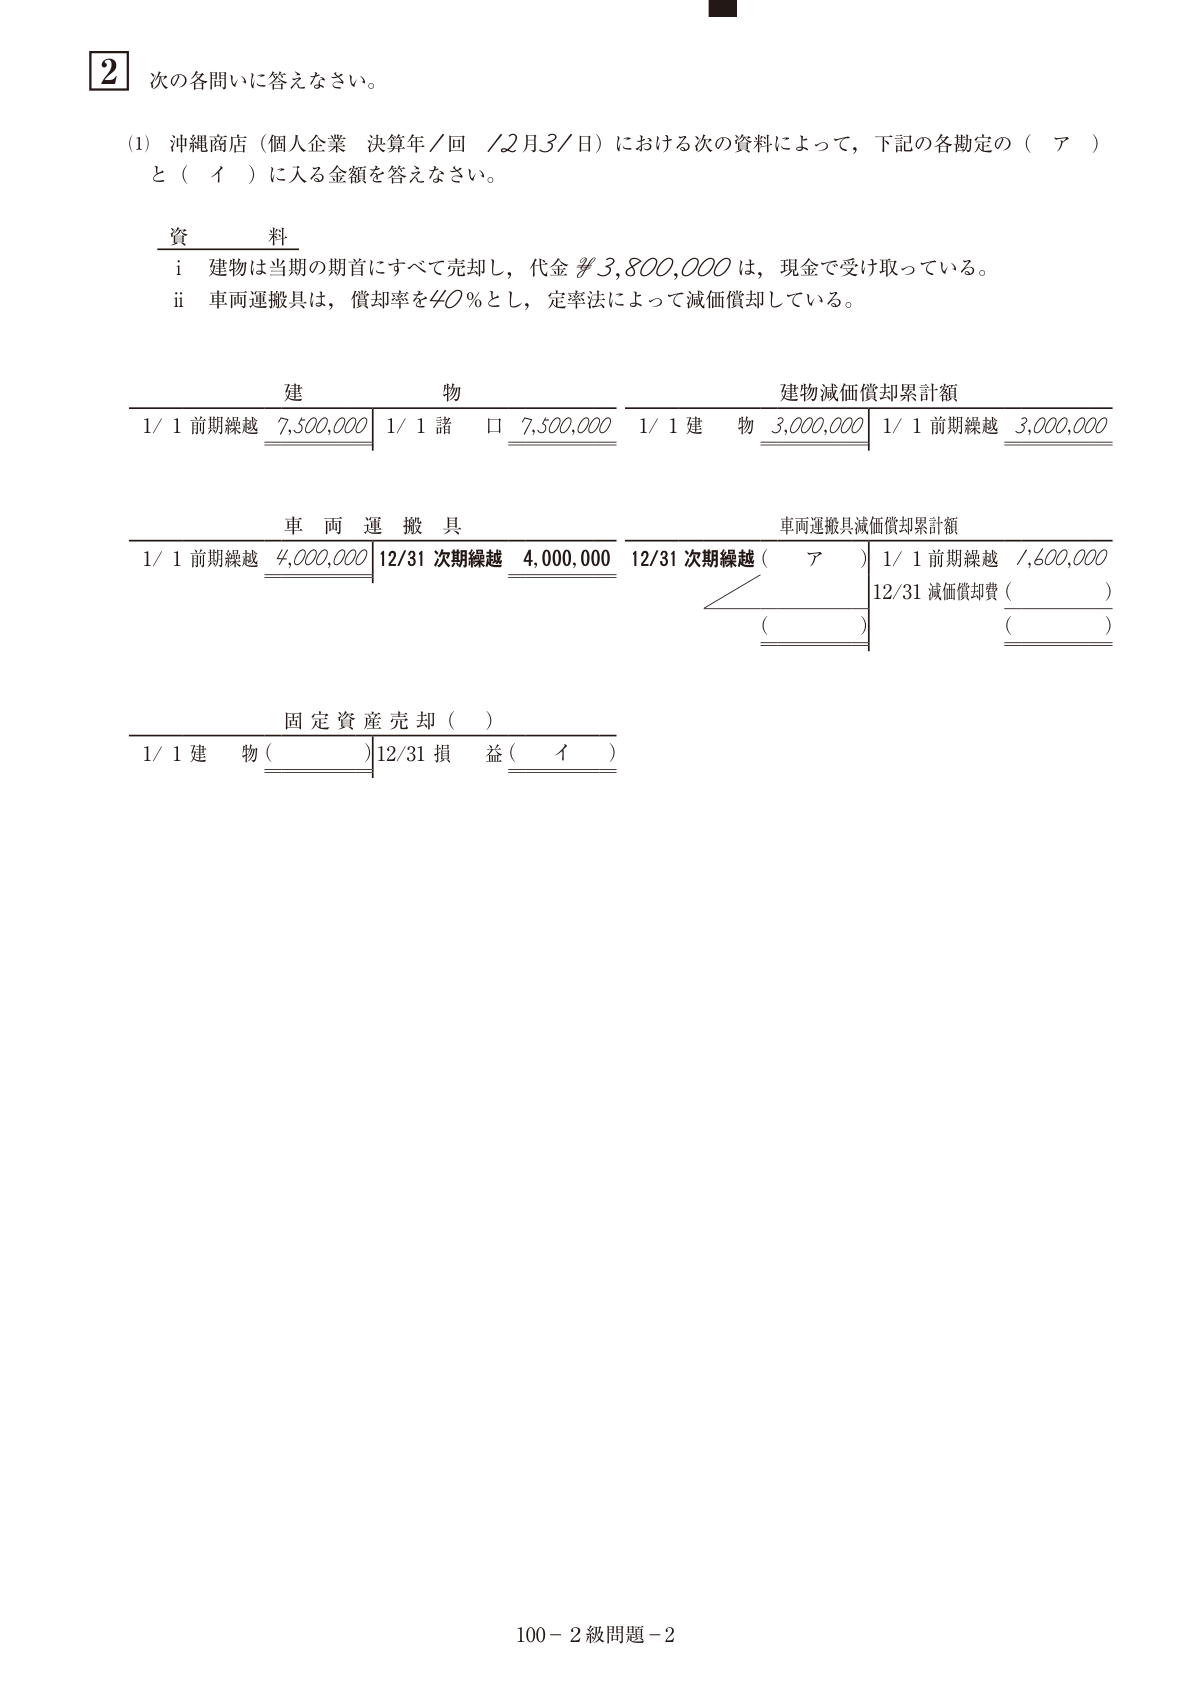 2 次の各問いに答えなさい。
⑴ 沖縄商店（個人企業 決算年1回 12月31日）における次の資料によって，下記の各勘定の（ ア ）
と（ イ ）に入る金額を答えなさい。
資 料
ⅰ 建物は当期の期首にすべて売却し，代金￥3,800,000は，現金で受け取っている。
ⅱ 車両運搬具は，償却率を40％とし，定率法によって減価償却している。
建 物 建物減価償却累計額
1/ 1 前期繰越 7,500,000 1/ 1 諸 口 7,500,000 1/ 1 建 物 3,000,000 1/ 1 前期繰越 3,000,000
車 両 運 搬 具 車両運搬具減価償却累計額
1/ 1 前期繰越 4,000,000 12/31 次期繰越 4,000,000 12/31 次期繰越（ ア ） 1/ 1 前期繰越 1,600,000
12/31 減価償却費（ ）
（ ） （ ）
固 定 資 産 売 却（ ）
1/ 1 建 物（ ） 12/31 損 益（ イ ）
100－２級問題－2